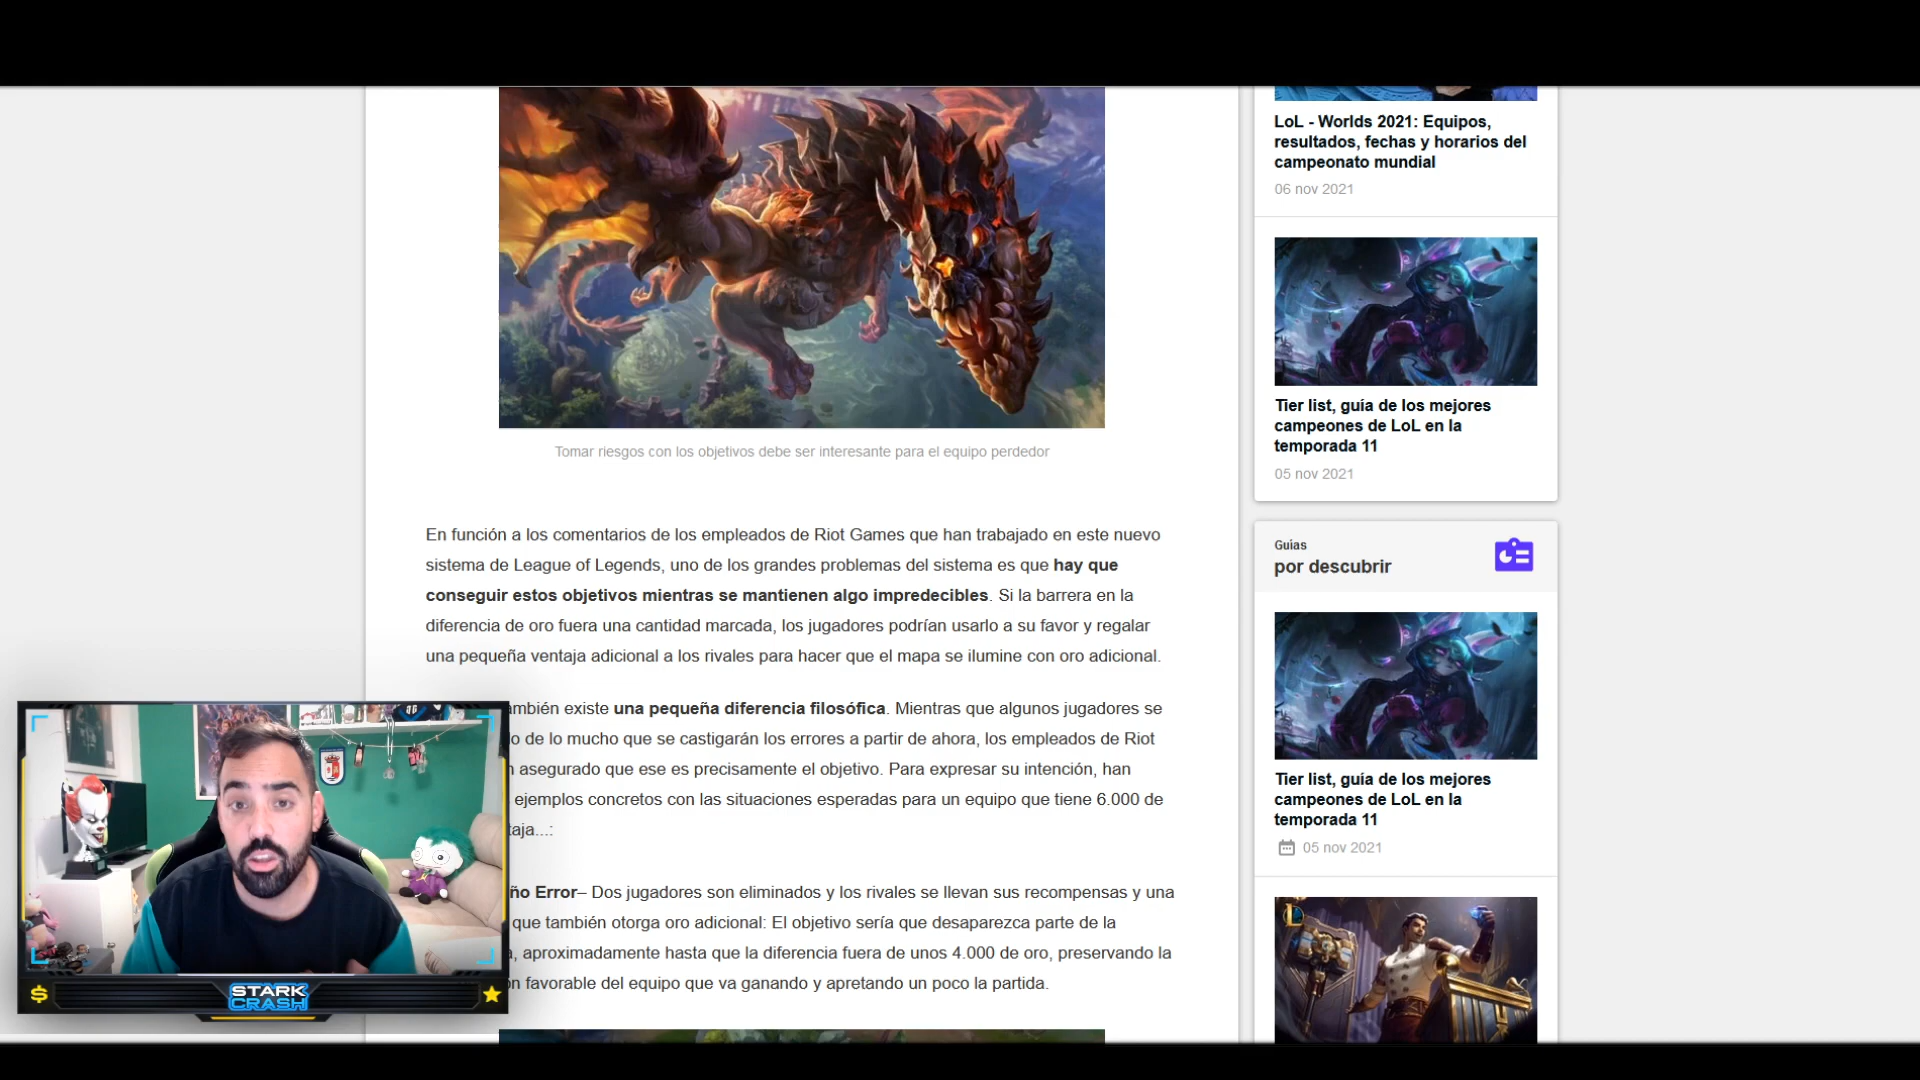 Tomar riesgos con los objetivos debe ser interesante para el equipo perdedor
En función a los comentarios de los empleados de Riot Games que han trabajado en este nuevo
sistema de League of Legends, uno de los grandes problemas del sistema es que hay que
conseguir estos objetivos mientras se mantienen algo impredecibles. Si la barrera en la
diferencia de oro fuera una cantidad marcada, los jugadores podrían usarlo a su favor y regalar
una pequeña ventaja adicional a los rivales para hacer que el mapa se ilumine con oro adicional.
mbién existe una pequeña diferencia filosófica. Mientras que algunos jugadores se
o de lo mucho que se castigarán los errores a partir de ahora, los empleados de Riot
n asegurado que ese es precisamente el objetivo. Para expresar su intención, han
ejemplos concretos con las situaciones esperadas para un equipo que tiene 6.000 de
taja...:
ño Error– Dos jugadores son eliminados y los rivales se llevan sus recompensas y una
que también otorga oro adicional: El objetivo sería que desaparezca parte de la
, aproximadamente hasta que la diferencia fuera de unos 4.000 de oro, preservando la
n favorable del equipo que va ganando y apretando un poco la partida.
LoL - Worlds 2021: Equipos,
resultados, fechas y horarios del
campeonato mundial
06 nov 2021
Tier list, guía de los mejores
campeones de LoL en la
temporada 11
05 nov 2021
Guías
por descubrir
Tier list, guía de los mejores
campeones de LoL en la
temporada 11
05 nov 2021
$
STARK
CRASH